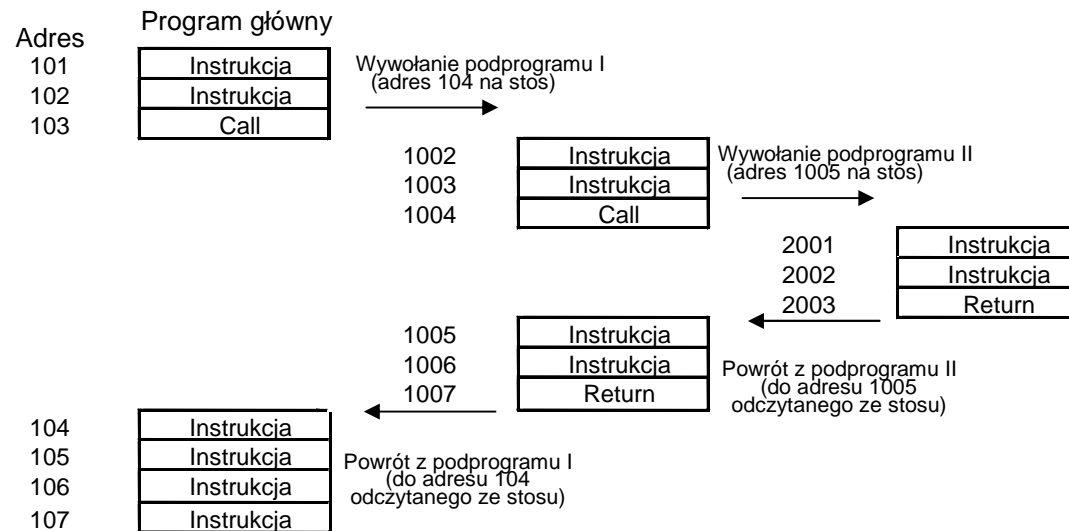 Program główny
Adres
101 Instrukcja
Wywołanie podprogramu I
102 Instrukcja
(adres 104 na stos)
103 Call
1002 Instrukcja
Wywołanie podprogramu II
1003 Instrukcja
(adres 1005 na stos)
1004 Call
2001 Instrukcja
2002 Instrukcja
2003 Return
1005 Instrukcja
1006 Instrukcja
Powrót z podprogramu II
1007 Return
(do adresu 1005
odczytanego ze stosu)
104 Instrukcja
105 Instrukcja
Powrót z podprogramu I
106 Instrukcja
(do adresu 104
odczytanego ze stosu)
107 Instrukcja